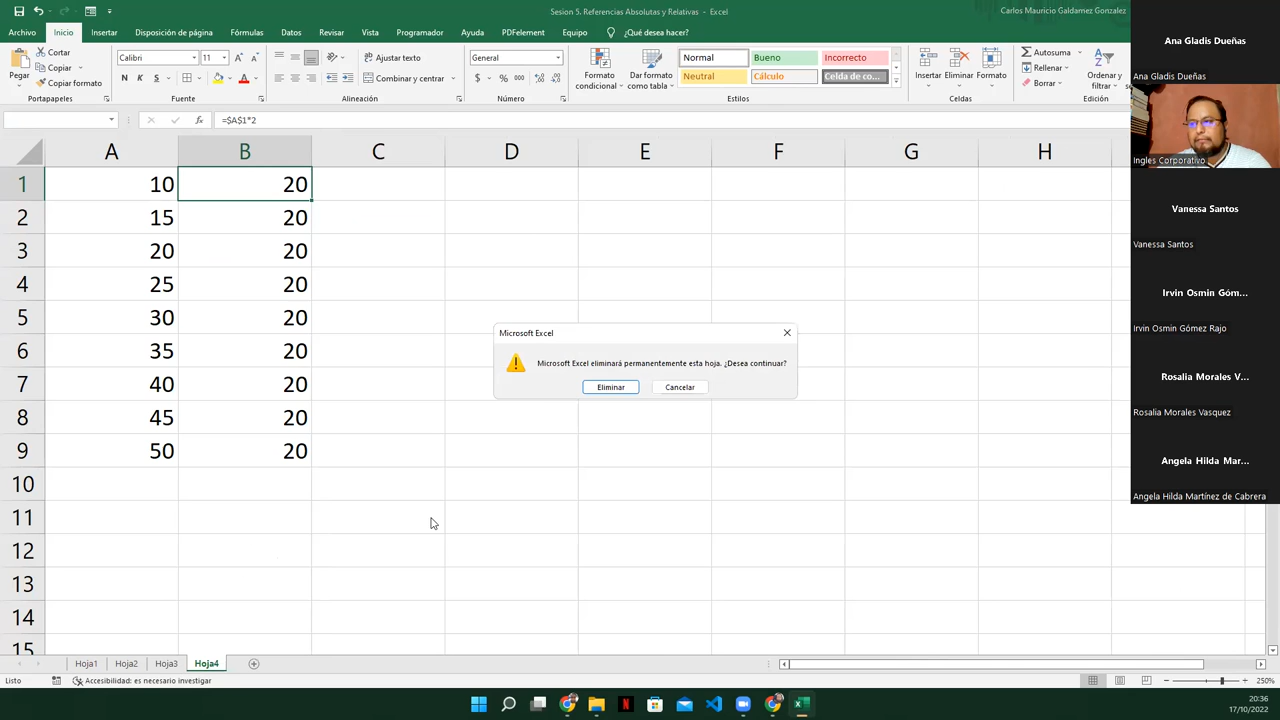 Sesion 5. Referencias Absolutas y Relativas - Excel
Carlos Mauricio Galdamez Gonzalez
Archivo Inicio Insertar Disposición de página Fórmulas Datos Revisar Vista Programador Ayuda PDFelement Equipo ¿Qué desea hacer?
Pegar
Cortar
Copiar
Copiar formato
Portapapeles
Calibri 11
N K S
Fuente
Ajustar texto
Combinar y centrar
Alineación
General
$ % 000
Número
Formato condicional
Dar formato como tabla
Normal Bueno Incorrecto
Neutral Cálculo Celda de co...
Estilos
Insertar Eliminar Formato
Celdas
Autosuma
Rellenar
Borrar
Ordenar y filtrar
Edición
fx =$A$1*2
A B C D E F G H
1 10 20
2 15 20
3 20 20
4 25 20
5 30 20
6 35 20
7 40 20
8 45 20
9 50 20
10
11
12
13
14
15
Microsoft Excel
Microsoft Excel eliminará permanentemente esta hoja. ¿Desea continuar?
Eliminar Cancelar
Ana Gladis Dueñas
Ana Gladis Dueñas
Ingles Corporativo
Vanessa Santos
Vanessa Santos
Irvin Osmin Góm...
Irvin Osmin Gómez Rajo
Rosalia Morales V...
Rosalia Morales Vasquez
Angela Hilda Mar...
Angela Hilda Martínez de Cabrera
Hoja1 Hoja2 Hoja3 Hoja4
Listo Accesibilidad: es necesario investigar
250%
20:36
17/10/2022